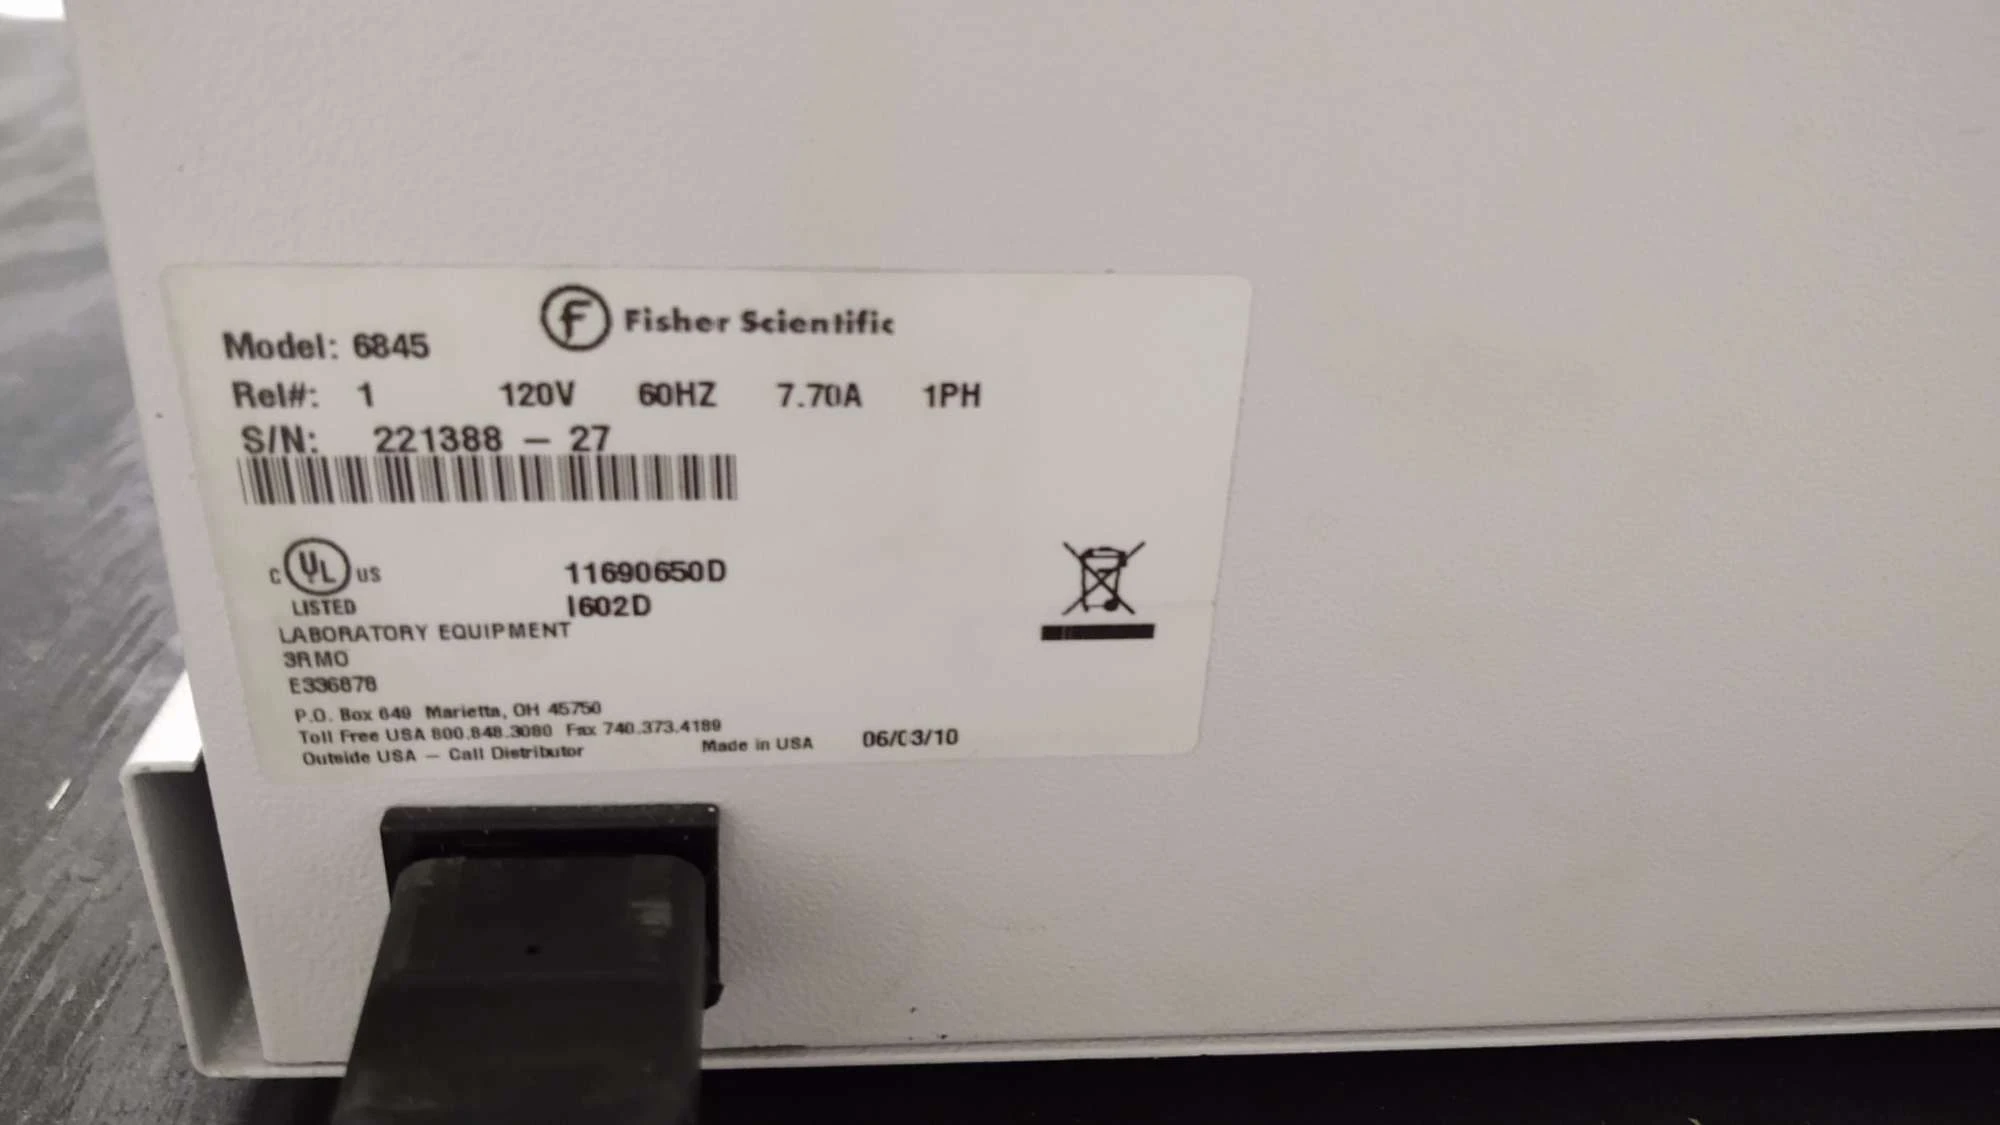 F Fisher Scientific
Model: 6845
Rel#: 1 120V 60HZ 7.70A 1PH
S/N: 221388 – 27
C UL US 11690650D
LISTED I602D
LABORATORY EQUIPMENT
3RMO
E336878
P.O. Box 649 Marietta, OH 45750
Toll Free USA 800.848.3080 Fax 740.373.4189
Outside USA – Call Distributor Made in USA 06/03/10